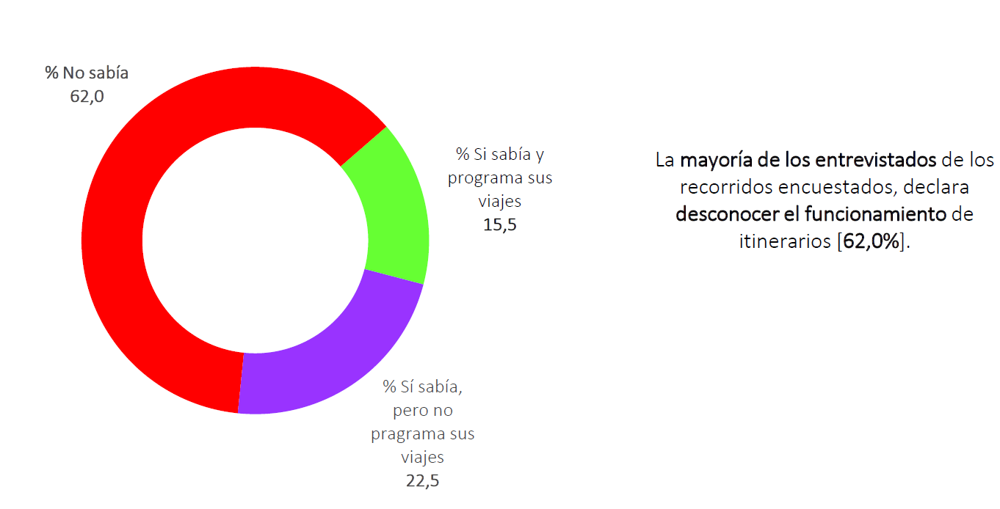 % No sabía
62,0
% Si sabía y
programa sus
viajes
15,5
% Sí sabía,
pero no
pragrama sus
viajes
22,5
La mayoría de los entrevistados de los
recorridos encuestados, declara
desconocer el funcionamiento de
itinerarios [62,0%].